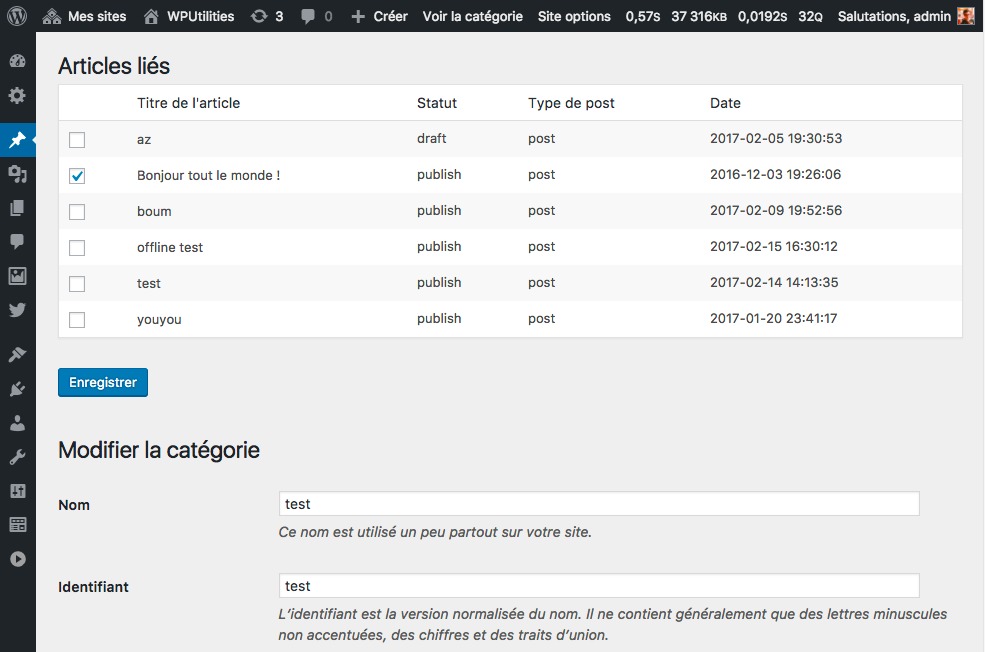 Mes sites WPUtilities 3 0 Créer Voir la catégorie Site options 0,57s 37 316KB 0,0192s 32Q Salutations, admin
Articles liés
Titre de l'article Statut Type de post Date
az draft post 2017-02-05 19:30:53
Bonjour tout le monde ! publish post 2016-12-03 19:26:06
boum publish post 2017-02-09 19:52:56
offline test publish post 2017-02-15 16:30:12
test publish post 2017-02-14 14:13:35
youyou publish post 2017-01-20 23:41:17
Enregistrer
Modifier la catégorie
Nom test
Ce nom est utilisé un peu partout sur votre site.
Identifiant test
L’identifiant est la version normalisée du nom. Il ne contient généralement que des lettres minuscules
non accentuées, des chiffres et des traits d’union.